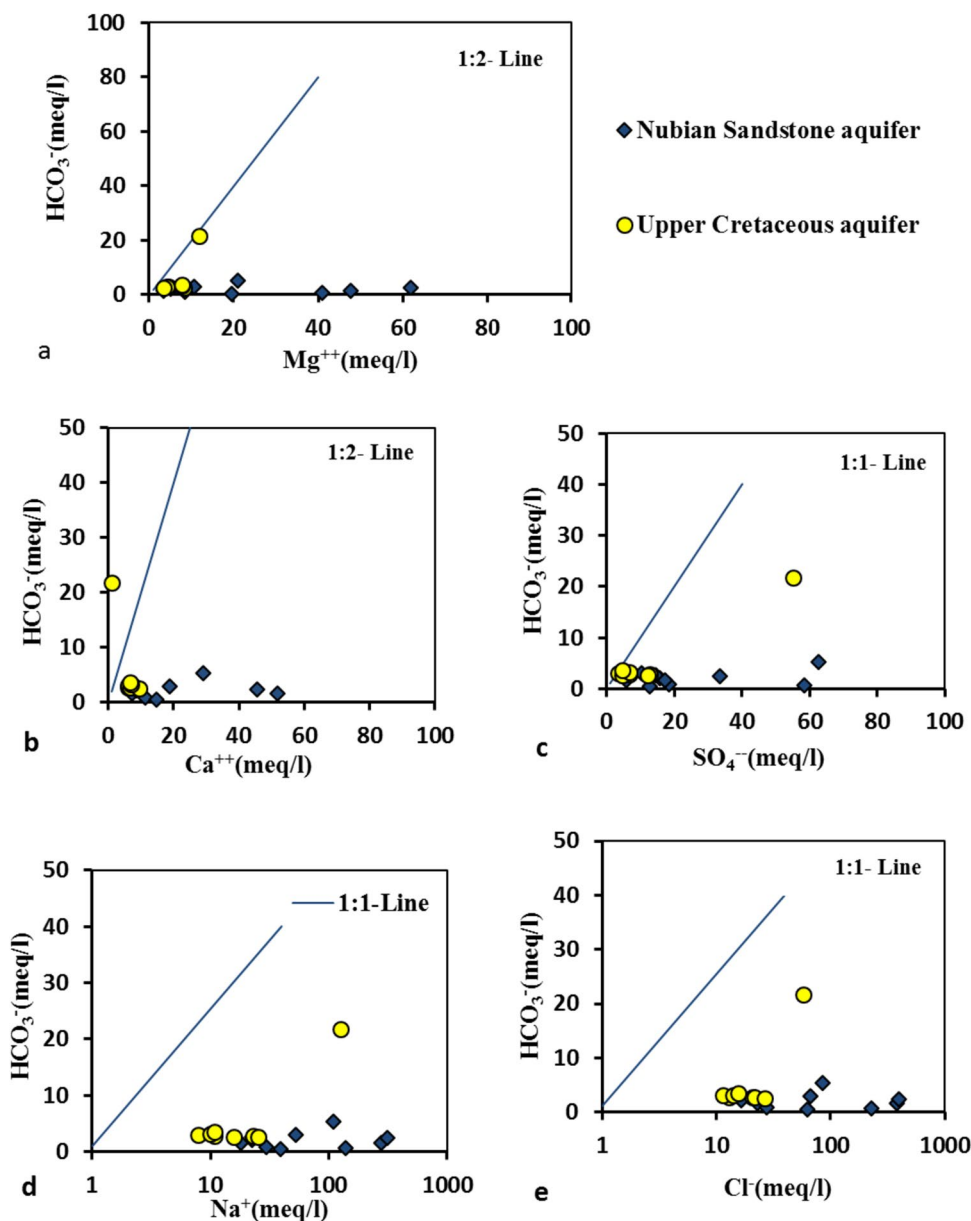 100
80
60
40
20
0
HCO₃⁻(meq/l)
1:2- Line
0 20 40 60 80 100
Mg⁺⁺(meq/l)
a
Nubian Sandstone aquifer
Upper Cretaceous aquifer
50
40
30
20
10
0
HCO₃⁻(meq/l)
1:2- Line
0 20 40 60 80 100
Ca⁺⁺(meq/l)
b
50
40
30
20
10
0
HCO₃⁻(meq/l)
1:1- Line
0 20 40 60 80 100
SO₄⁻⁻(meq/l)
c
50
40
30
20
10
0
HCO₃⁻(meq/l)
1:1-Line
1 10 100 1000
Na⁺(meq/l)
d
50
40
30
20
10
0
HCO₃⁻(meq/l)
1:1- Line
1 10 100 1000
Cl⁻(meq/l)
e